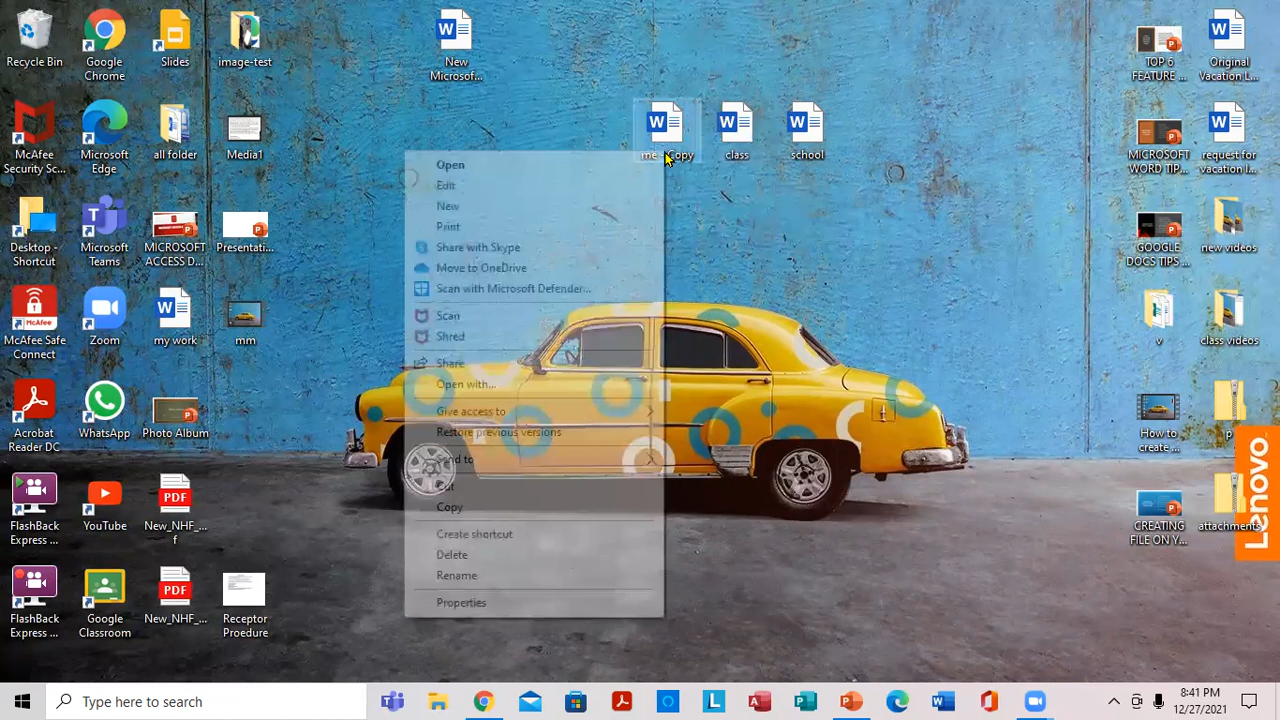 Recycle Bin
Google Chrome
Slides
image-test
New Microsof...
TOP 6 FEATURE ...
Original Vacation L...
McAfee Security Sc...
Microsoft Edge
all folder
Media1
me - Copy
class
school
MICROSOFT WORD TIP...
request for vacation l...
Desktop - Shortcut
Microsoft Teams
MICROSOFT ACCESS D...
Presentati...
GOOGLE DOCS TIPS ...
new videos
McAfee Safe Connect
Zoom
my work
mm
v
class videos
Acrobat Reader DC
WhatsApp
Photo Album
How to create ...
p
FlashBack Express ...
YouTube
New_NHF_... f
CREATING FILE ON Y...
attachments
FlashBack Express ...
Google Classroom
New_NHF_...
Receptor Proedure
Open
Edit
New
Print
Share with Skype
Move to OneDrive
Scan with Microsoft Defender...
Scan
Shred
Share
Open with...
Give access to
Restore previous versions
Send to
Cut
Copy
Create shortcut
Delete
Rename
Properties
Lenovo
Type here to search
8:41 PM
12/27/2021